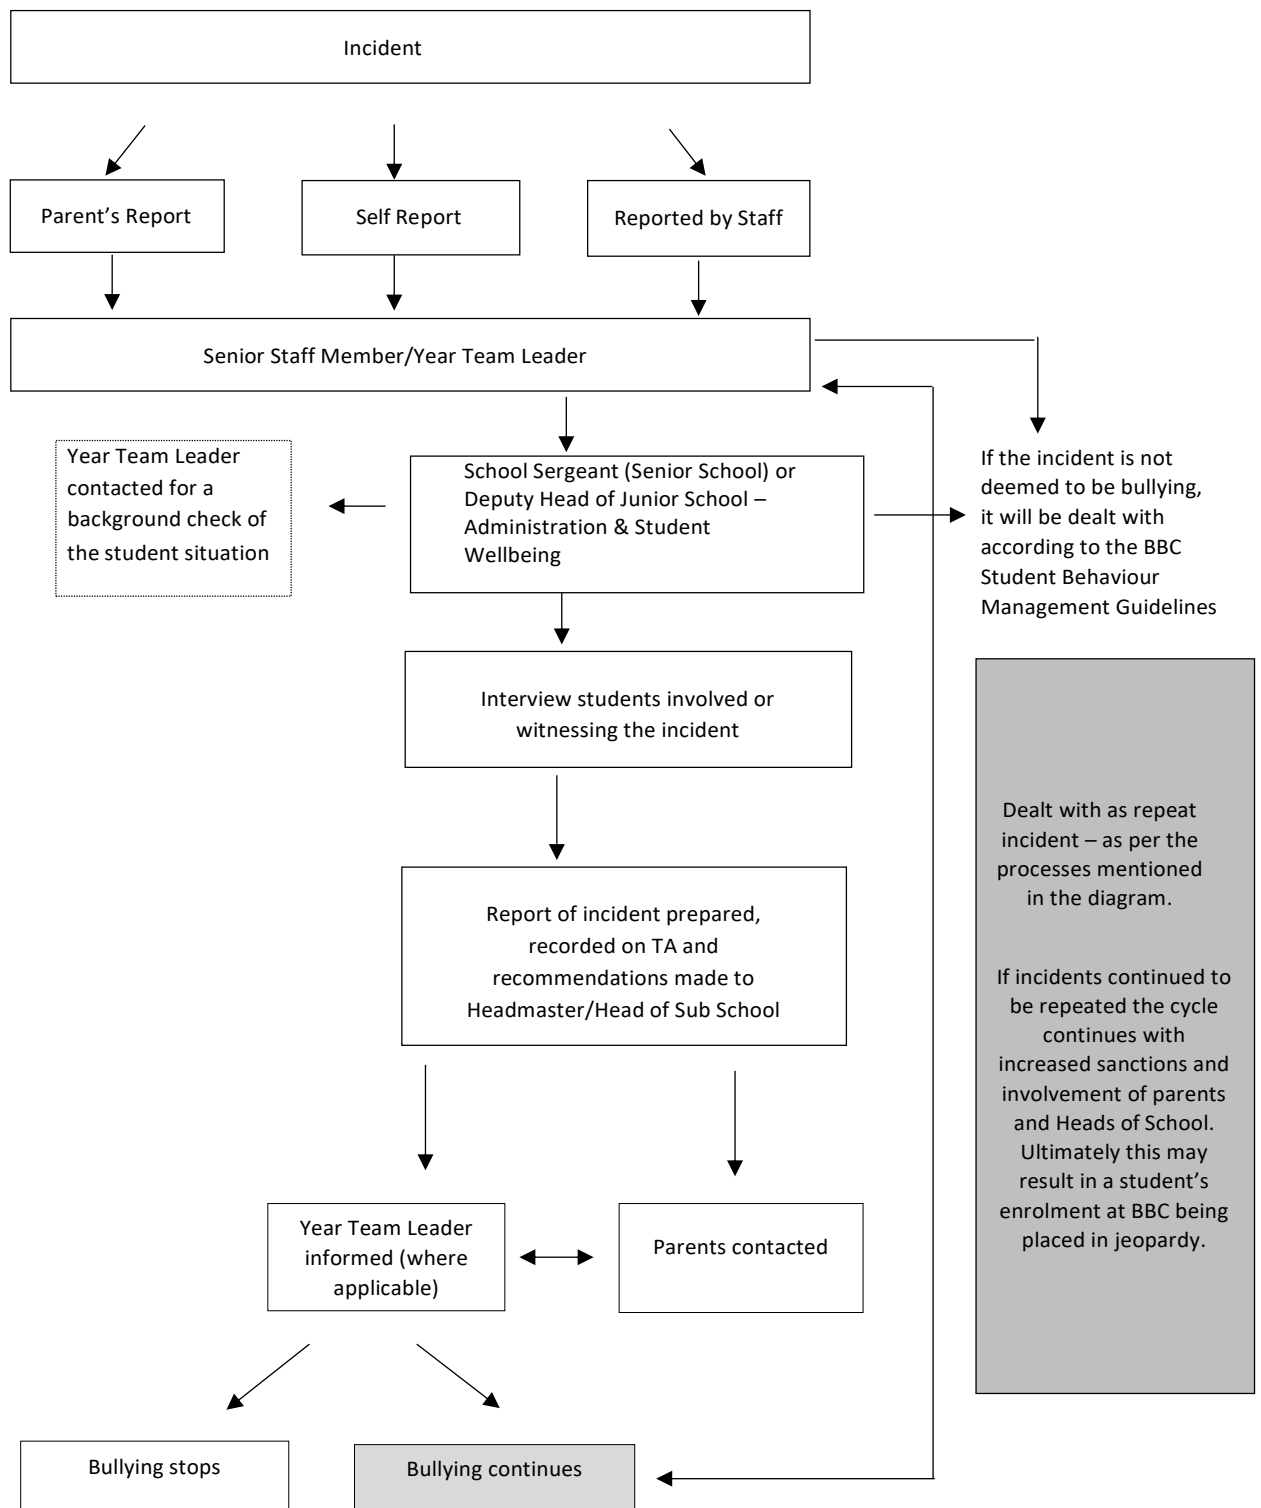 Incident
Parent’s Report
Self Report
Reported by Staff
Senior Staff Member/Year Team Leader
Year Team Leader
contacted for a
background check of
the student situation
School Sergeant (Senior School) or
Deputy Head of Junior School –
Administration & Student
Wellbeing
If the incident is not
deemed to be bullying,
it will be dealt with
according to the BBC
Student Behaviour
Management Guidelines
Interview students involved or
witnessing the incident
Dealt with as repeat
incident – as per the
processes mentioned
in the diagram.
If incidents continued to
be repeated the cycle
continues with
increased sanctions and
involvement of parents
and Heads of School.
Ultimately this may
result in a student’s
enrolment at BBC being
placed in jeopardy.
Report of incident prepared,
recorded on TA and
recommendations made to
Headmaster/Head of Sub School
Year Team Leader
informed (where
applicable)
Parents contacted
Bullying stops
Bullying continues